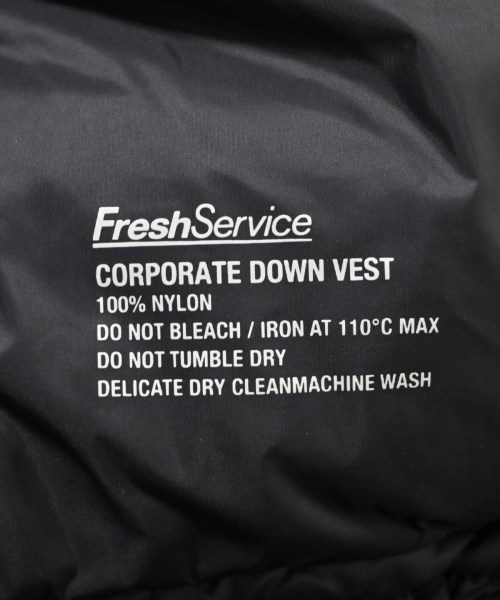 FreshService
CORPORATE DOWN VEST
100% NYLON
DO NOT BLEACH / IRON AT 110°C MAX
DO NOT TUMBLE DRY
DELICATE DRY CLEANMACHINE WASH